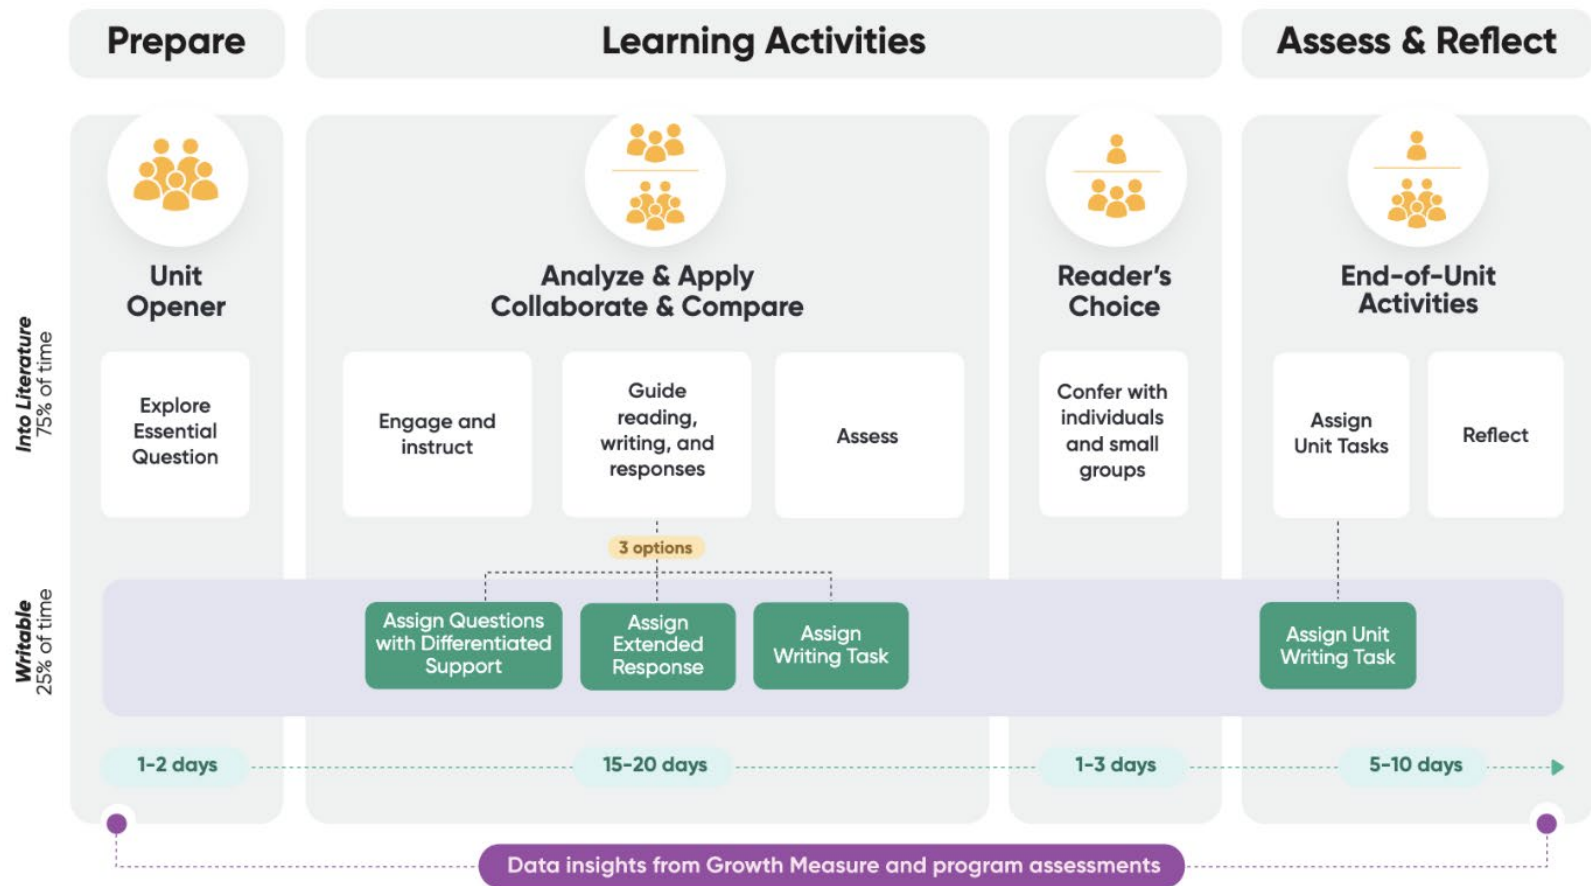 Prepare
Learning Activities
Assess & Reflect
Unit
Opener
Analyze & Apply
Collaborate & Compare
Reader's
Choice
End-of-Unit
Activities
Into Literature
75% of time
Explore
Essential
Question
Engage and
instruct
Guide
reading,
writing, and
responses
Assess
Confer with
individuals
and small
groups
Assign
Unit Tasks
Reflect
3 options
Writable
25% of time
Assign Questions
with Differentiated
Support
Assign
Extended
Response
Assign
Writing Task
Assign Unit
Writing Task
1-2 days
15-20 days
1-3 days
5-10 days
Data insights from Growth Measure and program assessments